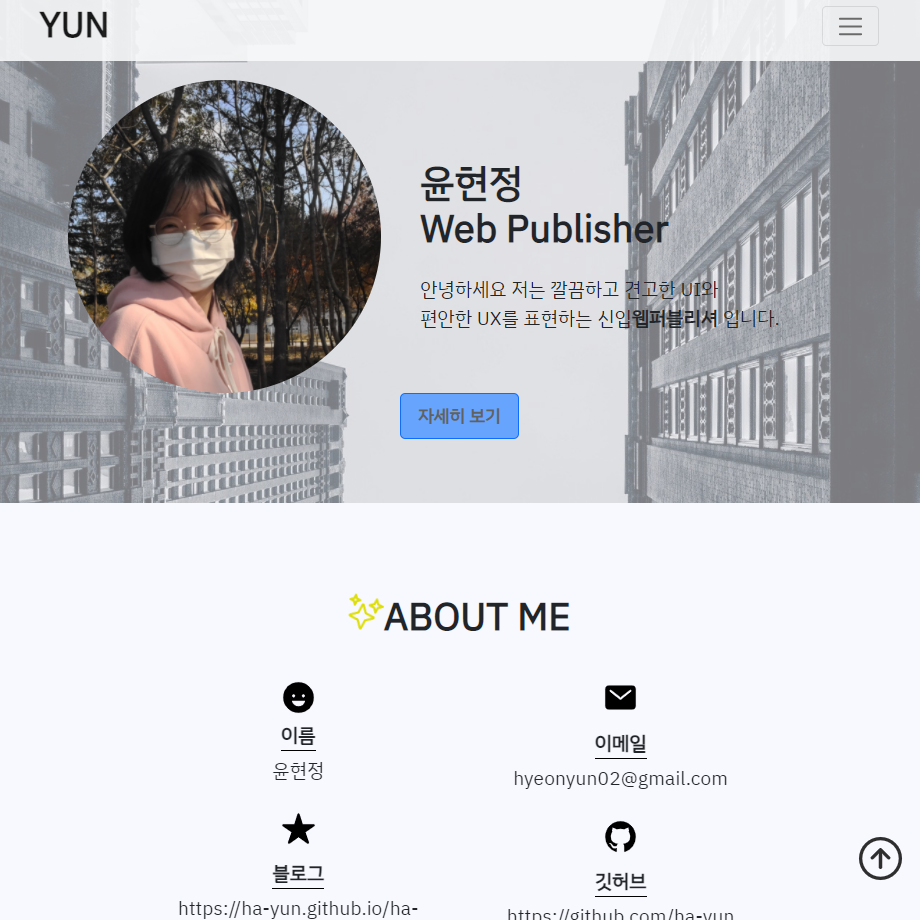 YUN
윤현정
Web Publisher
안녕하세요 저는 깔끔하고 견고한 UI와
편안한 UX를 표현하는 신입웹퍼블리셔 입니다.
자세히 보기
ABOUT ME
이름
윤현정
이메일
hyeonyun02@gmail.com
블로그
https://ha-yun.github.io/ha-
깃허브
https://github.com/ha-yun